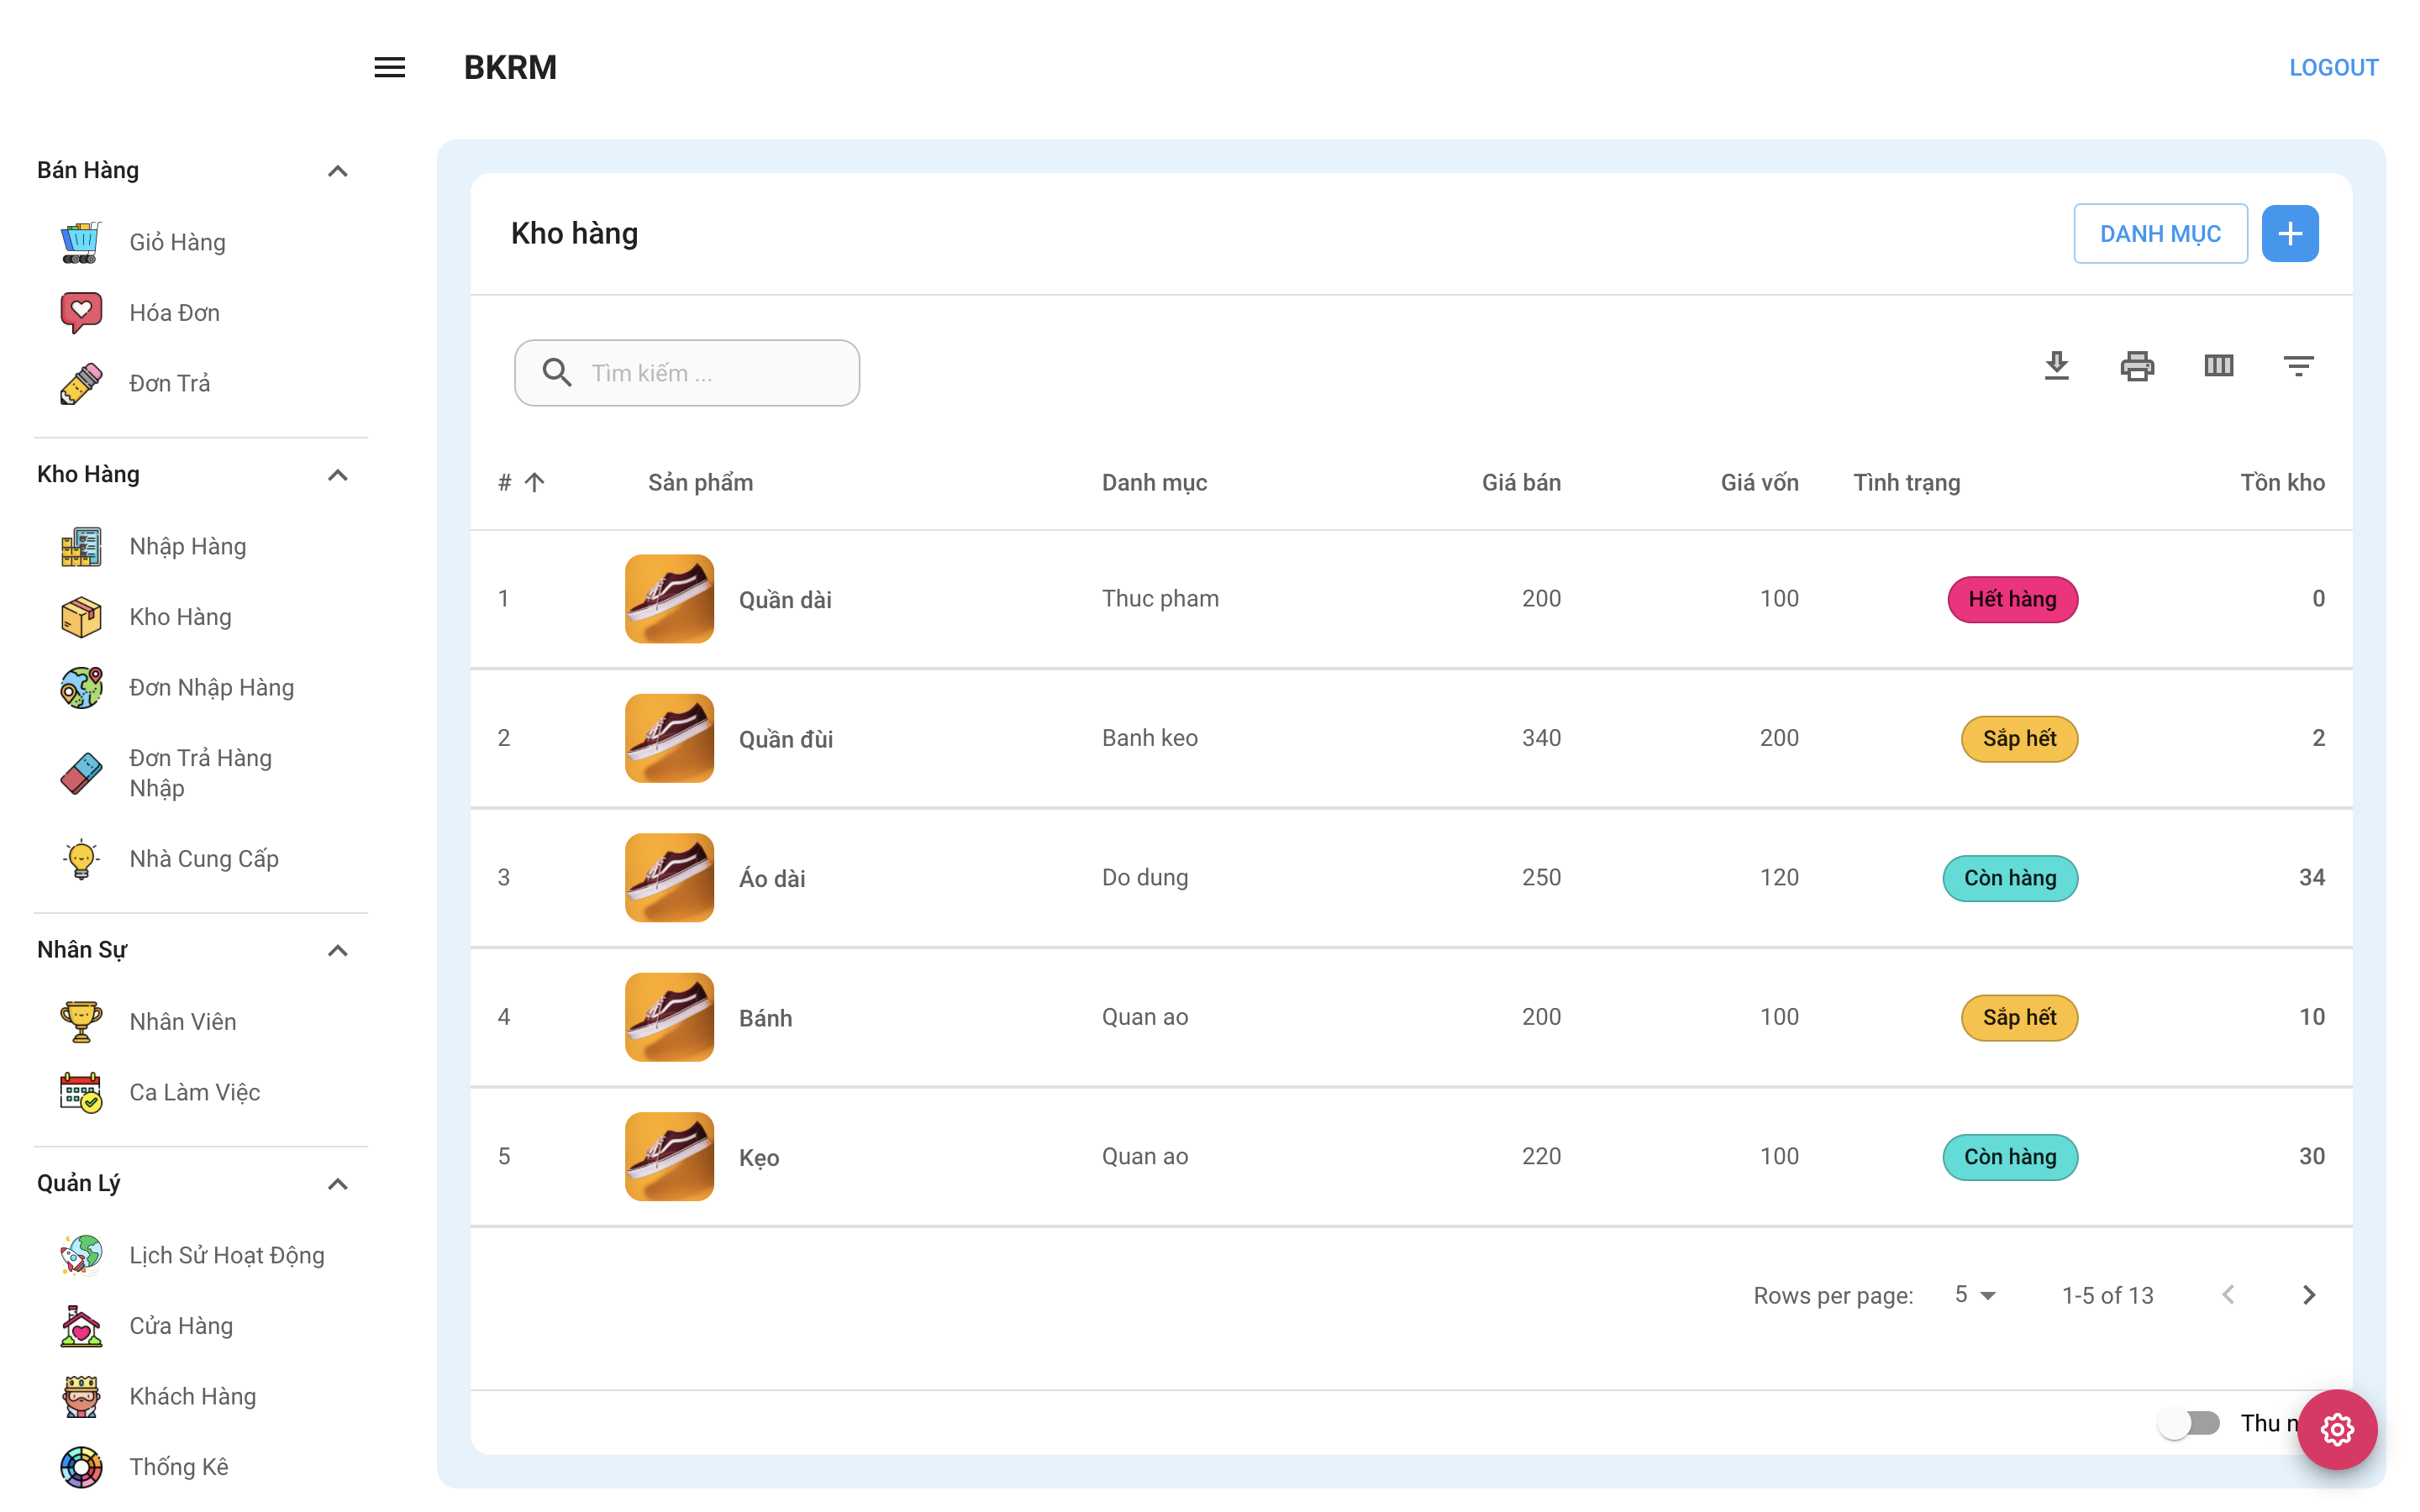 BKRM
LOGOUT
Bán Hàng
Giỏ Hàng
Hóa Đơn
Đơn Trả
Kho Hàng
Nhập Hàng
Kho Hàng
Đơn Nhập Hàng
Đơn Trả Hàng
Nhập
Nhà Cung Cấp
Nhân Sự
Nhân Viên
Ca Làm Việc
Quản Lý
Lịch Sử Hoạt Động
Cửa Hàng
Khách Hàng
Thống Kê
Kho hàng
DANH MỤC
Tìm kiếm ...
# Sản phẩm Danh mục Giá bán Giá vốn Tình trạng Tồn kho
1 Quần dài Thuc pham 200 100 Hết hàng 0
2 Quần đùi Banh keo 340 200 Sắp hết 2
3 Áo dài Do dung 250 120 Còn hàng 34
4 Bánh Quan ao 200 100 Sắp hết 10
5 Kẹo Quan ao 220 100 Còn hàng 30
Rows per page: 5 1-5 of 13
Thu